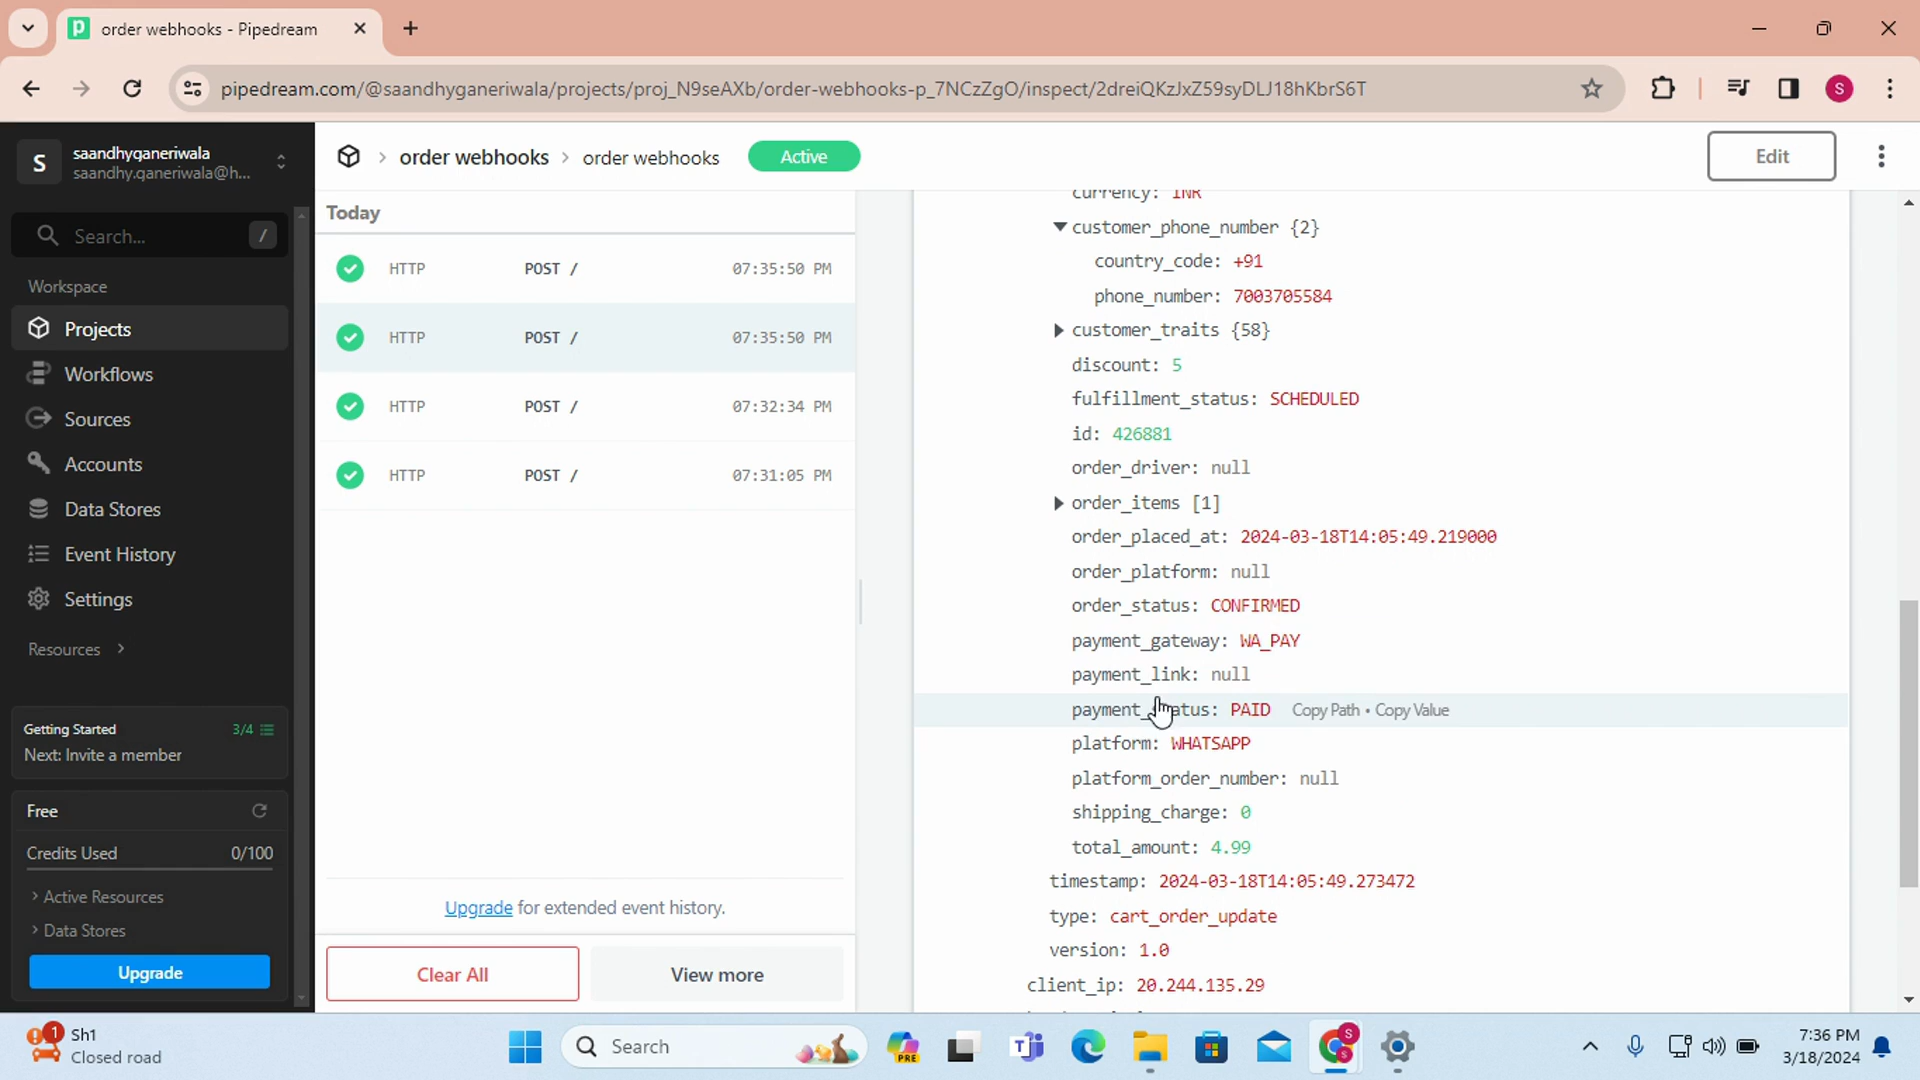 order webhooks - Pipedream
pipedream.com/@saandhyganeriwala/projects/proj_N9seAXb/order-webhooks-p_7NCzZgO/inspect/2dreiQKzJxZ59syDLJ18hKbrS6T
S
S
saandhyganeriwala
saandhy.ganeriwala@h...
Search...
/
Workspace
Projects
Workflows
Sources
Accounts
Data Stores
Event History
Settings
Resources
Getting Started 3/4
Next: Invite a member
Free
Credits Used 0/100
Active Resources
Data Stores
Upgrade
order webhooks > order webhooks
Active
Edit
Today
HTTP POST / 07:35:50 PM
HTTP POST / 07:35:50 PM
HTTP POST / 07:32:34 PM
HTTP POST / 07:31:05 PM
Upgrade for extended event history.
Clear All
View more
currency: INR
customer_phone_number {2}
country_code: +91
phone_number: 7003705584
customer_traits {58}
discount: 5
fulfillment_status: SCHEDULED
id: 426881
order_driver: null
order_items [1]
order_placed_at: 2024-03-18T14:05:49.219000
order_platform: null
order_status: CONFIRMED
payment_gateway: WA_PAY
payment_link: null
payment_status: PAID Copy Path • Copy Value
platform: WHATSAPP
platform_order_number: null
shipping_charge: 0
total_amount: 4.99
timestamp: 2024-03-18T14:05:49.273472
type: cart_order_update
version: 1.0
client_ip: 20.244.135.29
1
Sh1
Closed road
Search
PRE
S
7:36 PM
3/18/2024